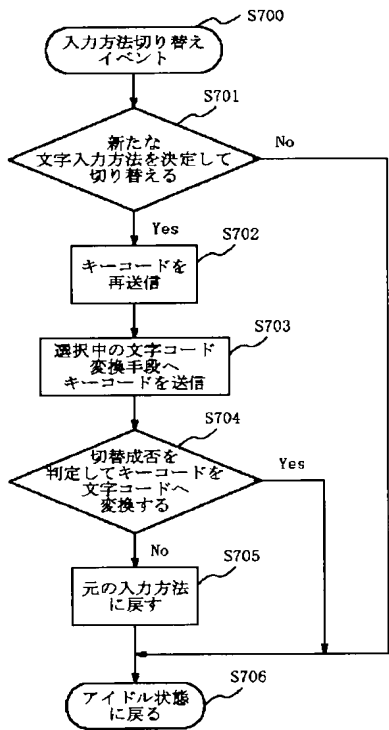 S700
入力方法切り替え
イベント
S701
新たな
文字入力方法を決定して
切り替える
No
Yes
S702
キーコードを
再送信
S703
選択中の文字コード
変換手段へ
キーコードを送信
S704
切替成否を
判定してキーコードを
文字コードへ
変換する
Yes
No
S705
元の入力方法
に戻す
S706
アイドル状態
に戻る